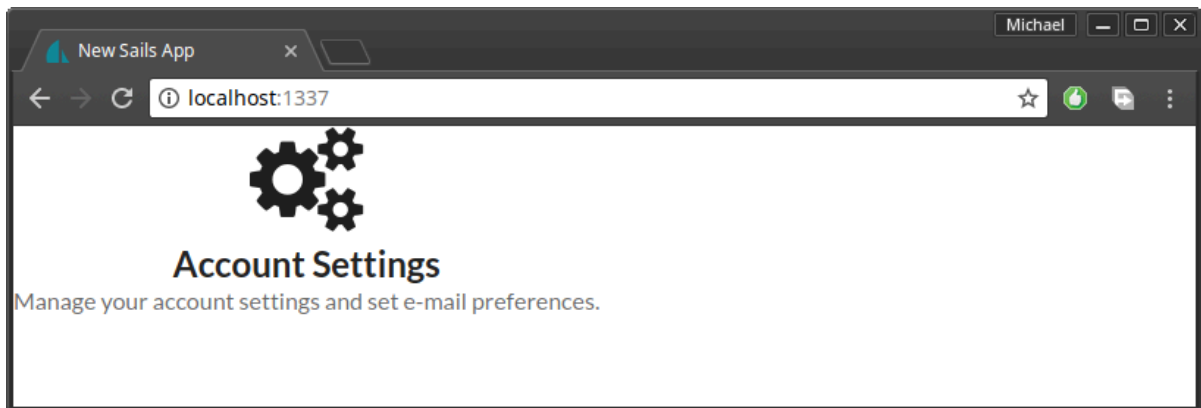 Michael
New Sails App
localhost:1337
Account Settings
Manage your account settings and set e-mail preferences.